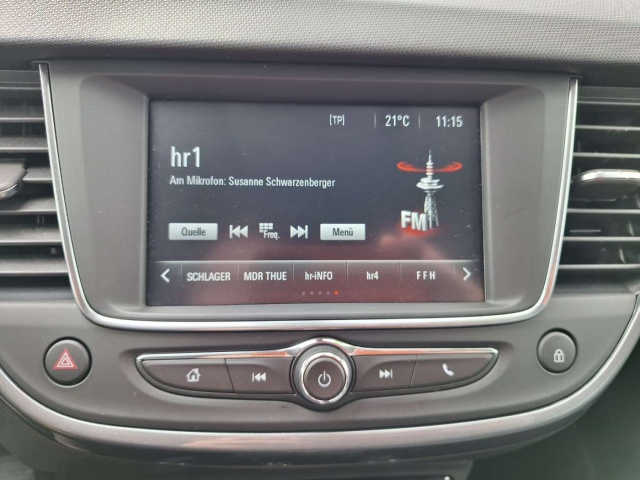 [TP] 21°C 11:15
hr1
Am Mikrofon: Susanne Schwarzenberger
FM
Quelle Freq. Menü
SCHLAGER MDR THUE hr-iNFO hr4 FFH